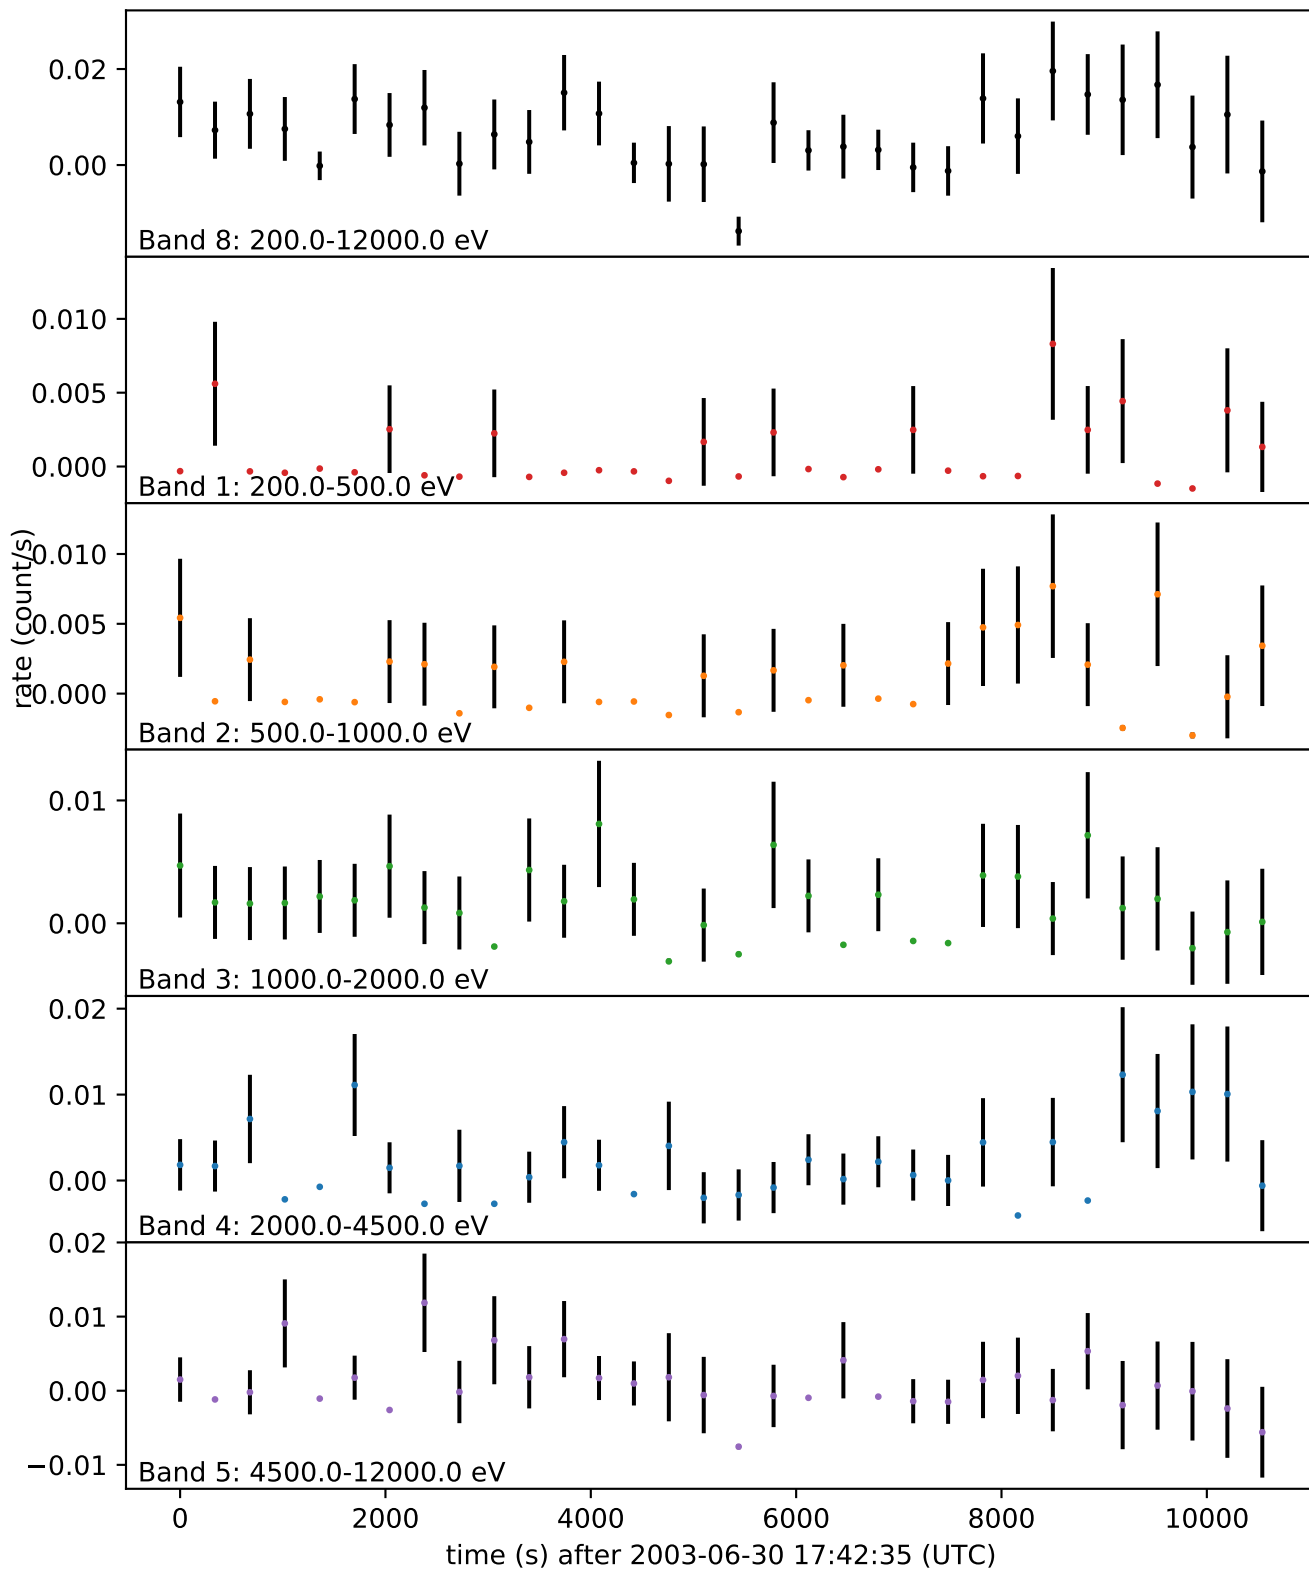 0.02
0.00
Band 8: 200.0-12000.0 eV
0.010
0.005
0.000
Band 1: 200.0-500.0 eV
rate (count/s)
0.010
0.005
0.000
Band 2: 500.0-1000.0 eV
0.01
0.00
Band 3: 1000.0-2000.0 eV
0.02
0.01
0.00
Band 4: 2000.0-4500.0 eV
0.02
0.01
0.00
−0.01
Band 5: 4500.0-12000.0 eV
0 2000 4000 6000 8000 10000
time (s) after 2003-06-30 17:42:35 (UTC)